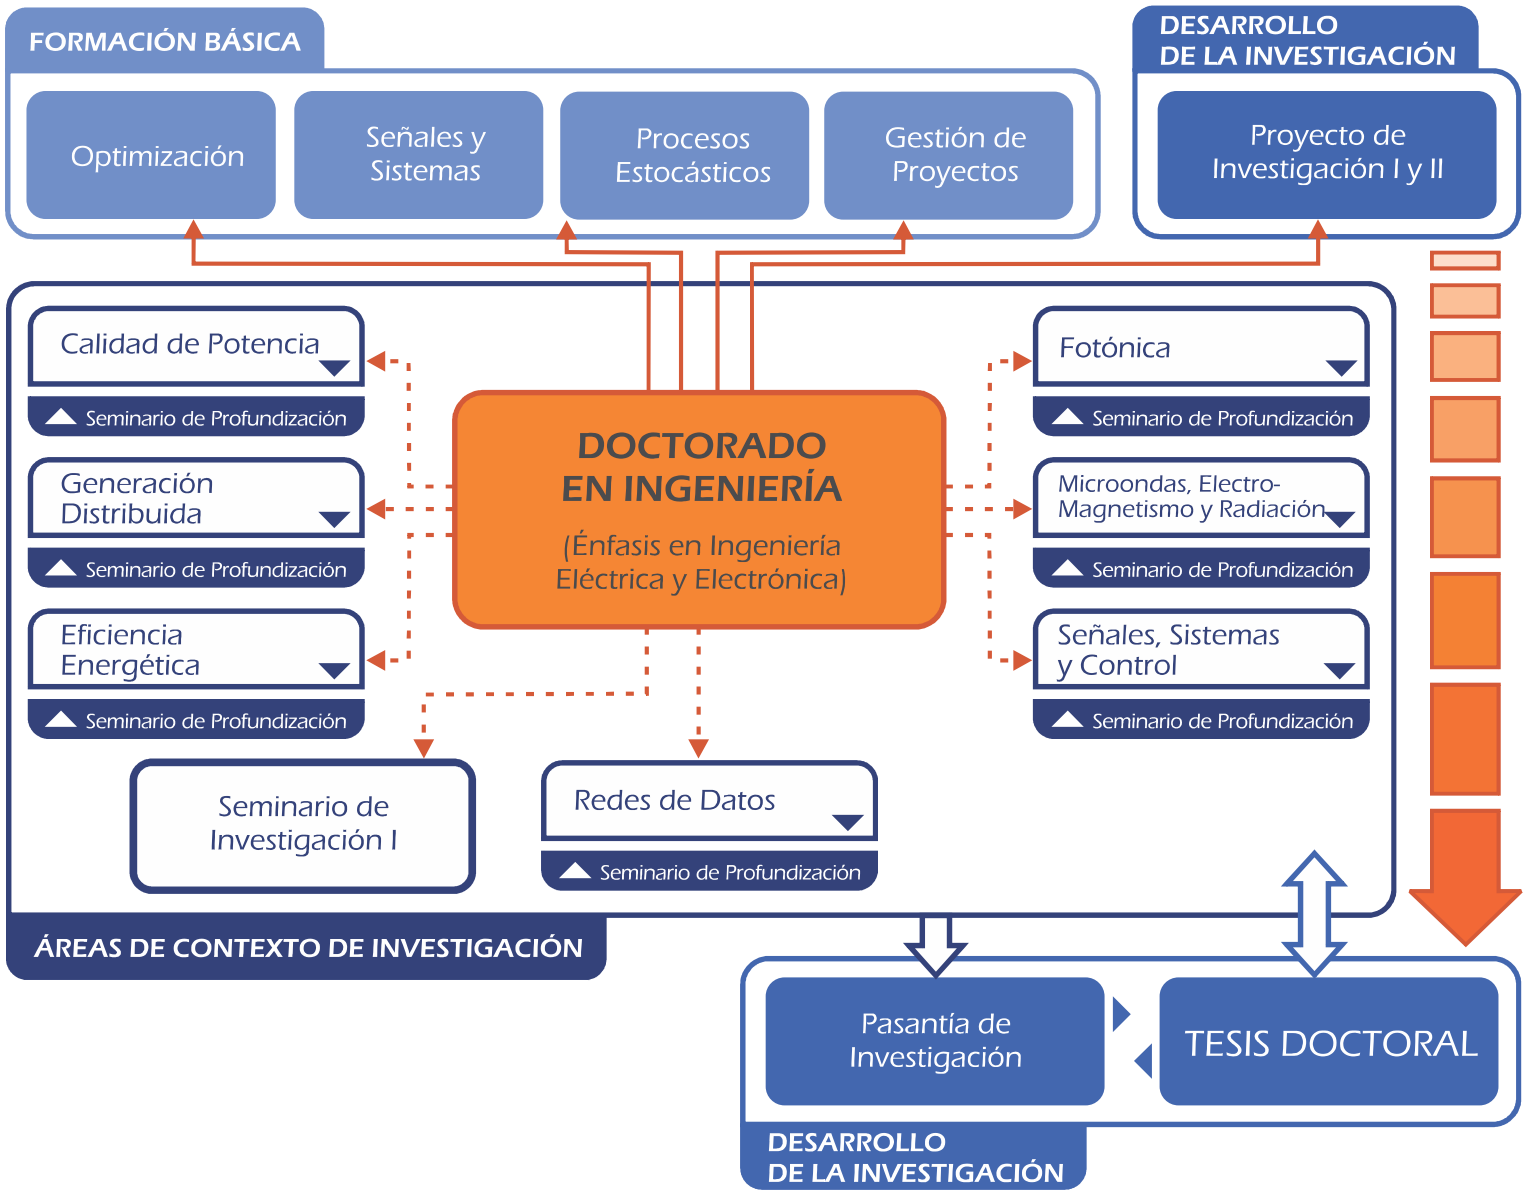 FORMACIÓN BÁSICA
Optimización
Señales y
Sistemas
Procesos
Estocásticos
Gestión de
Proyectos
DESARROLLO
DE LA INVESTIGACIÓN
Proyecto de
Investigación I y II
Calidad de Potencia
Seminario de Profundización
Generación
Distribuida
Seminario de Profundización
Eficiencia
Energética
Seminario de Profundización
DOCTORADO
EN INGENIERÍA
(Énfasis en Ingeniería
Eléctrica y Electrónica)
Fotónica
Seminario de Profundización
Microondas, Electro-
Magnetismo y Radiación
Seminario de Profundización
Señales, Sistemas
y Control
Seminario de Profundización
Seminario de
Investigación I
Redes de Datos
Seminario de Profundización
ÁREAS DE CONTEXTO DE INVESTIGACIÓN
Pasantía de
Investigación
TESIS DOCTORAL
DESARROLLO
DE LA INVESTIGACIÓN